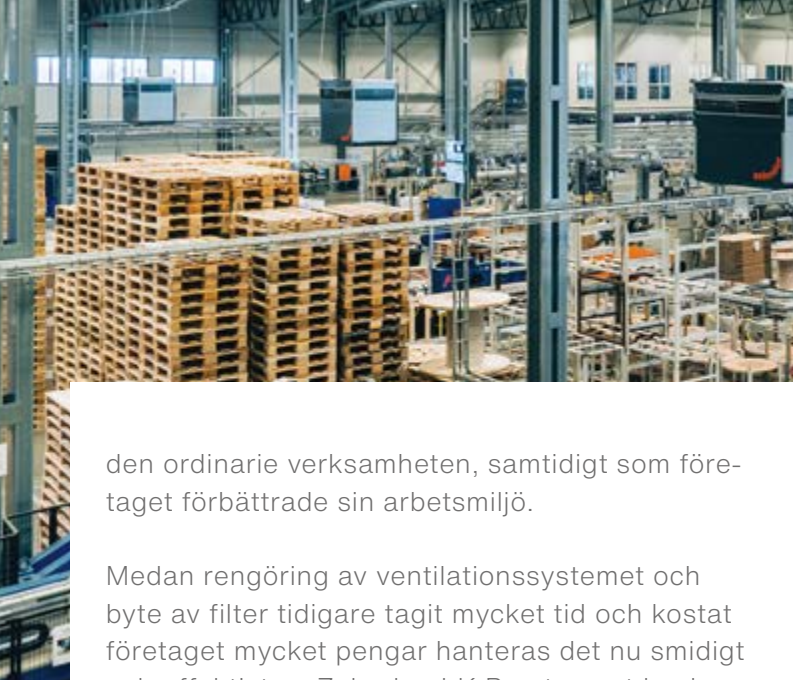 den ordinarie verksamheten, samtidigt som före-
taget förbättrade sin arbetsmiljö.
Medan rengöring av ventilationssystemet och
byte av filter tidigare tagit mycket tid och kostat
företaget mycket pengar hanteras det nu smidigt